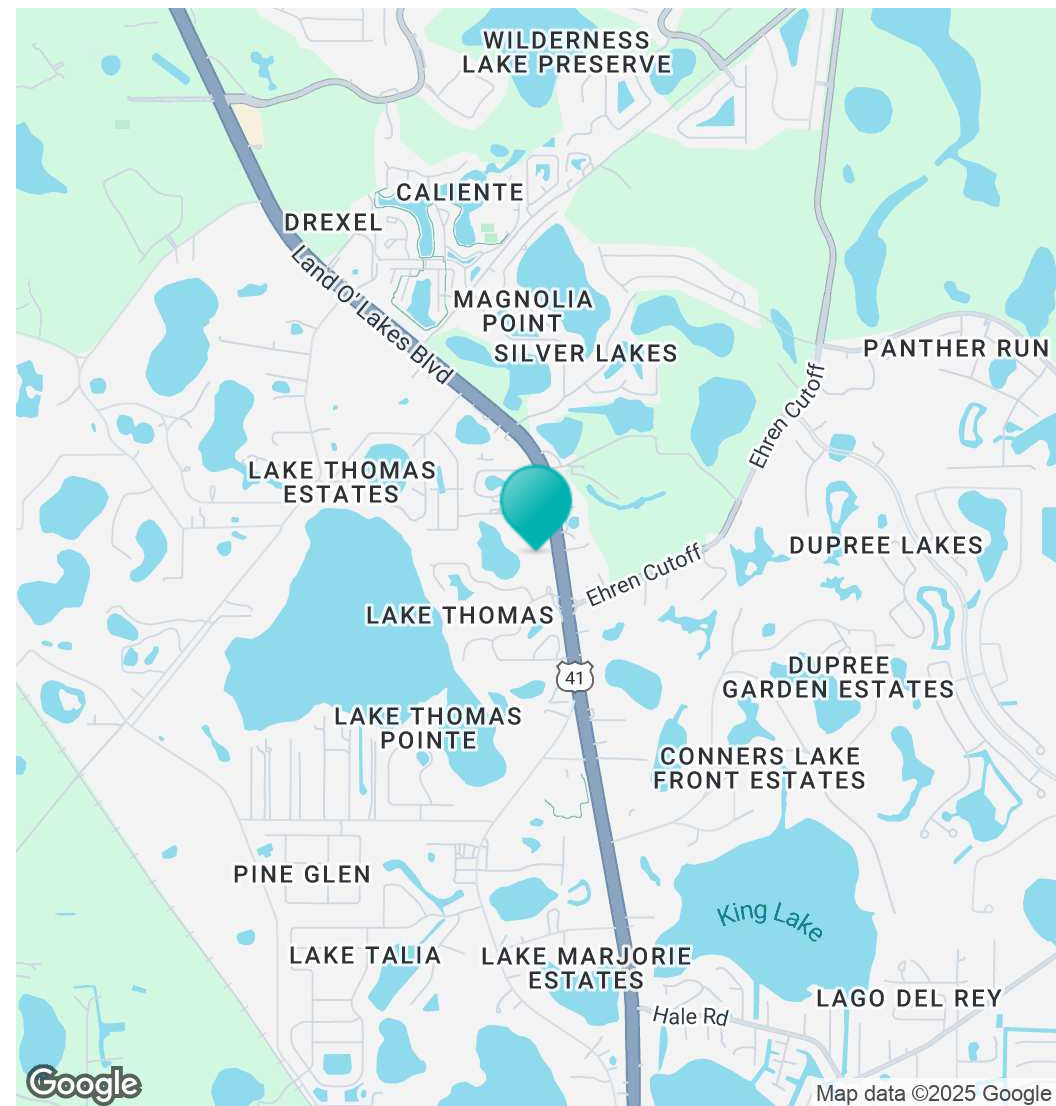 WILDERNESS
LAKE PRESERVE
CALIENTE
DREXEL
Land O'Lakes Blvd
MAGNOLIA
POINT
SILVER LAKES
PANTHER RUN
Ehren Cutoff
LAKE THOMAS
ESTATES
DUPREE LAKES
Ehren Cutoff
LAKE THOMAS
41
DUPREE
GARDEN ESTATES
LAKE THOMAS
POINTE
CONNERS LAKE
FRONT ESTATES
PINE GLEN
King Lake
LAKE TALIA
LAKE MARJORIE
ESTATES
LAGO DEL REY
Hale Rd
Google
Map data ©2025 Google